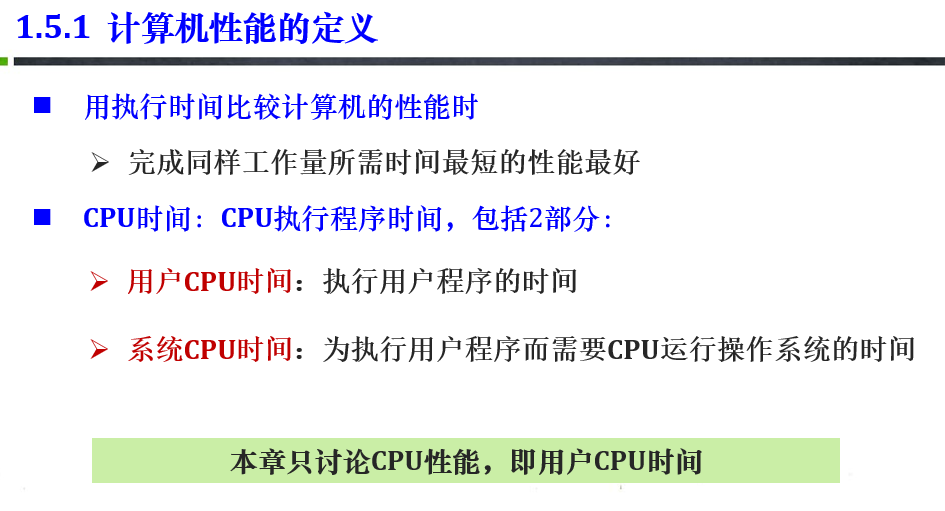 1.5.1 计算机性能的定义
用执行时间比较计算机的性能时
完成同样工作量所需时间最短的性能最好
CPU时间：CPU执行程序时间，包括2部分：
用户CPU时间：执行用户程序的时间
系统CPU时间：为执行用户程序而需要CPU运行操作系统的时间
本章只讨论CPU性能，即用户CPU时间